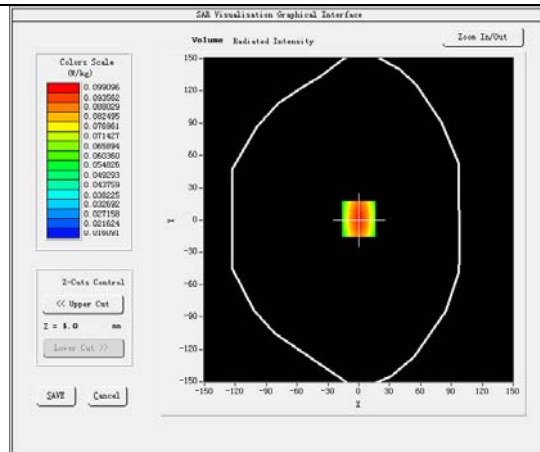 SAR Visualisation Graphical Interface
Volume Radiated Intensity
Zoom In/Out
Colors Scale
(W/kg)
0.099096
0.093562
0.088029
0.082495
0.076961
0.071427
0.065894
0.060360
0.054826
0.049293
0.043759
0.038225
0.032692
0.027158
0.021624
0.016091
150
120
90
60
30
0
-30
-60
-90
-120
-150
Y
-150 -120 -90 -60 -30 0 30 60 90 120 150
X
Z-Cuts Control
<< Upper Cut
Z = 4.0 mm
Lower Cut >>
SAVE Cancel